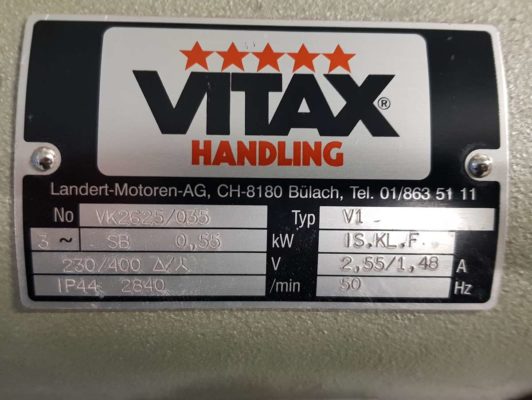 VITAX®
HANDLING
Landert-Motoren-AG, CH-8180 Bülach, Tel. 01/863 51 11
No VK2G25/035 Typ V1 -
3 ~ SB 0,55 kW IS.KL.F.
230/400 Δ/⅄ V 2,55/1,48 A
IP44 2840 /min 50 Hz